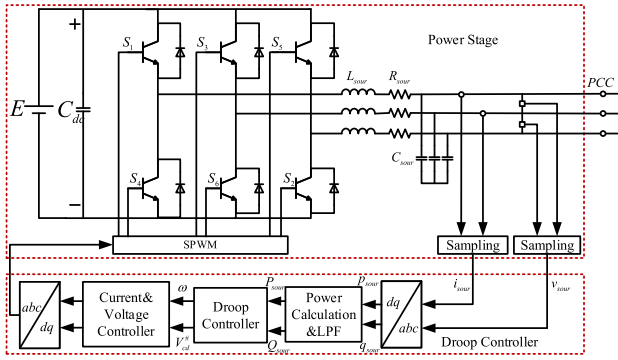 Power Stage
S1
S3
S5
Lsour
Rsour
PCC
+
E
Cdc
Csour
S4
S6
S2
−
SPWM
Sampling
Sampling
isour
vsour
abc
dq
Current&
Voltage
Controller
ω
V#cd
Droop
Controller
Psour
Qsour
Power
Calculation
&LPF
psour
qsour
dq
abc
Droop Controller